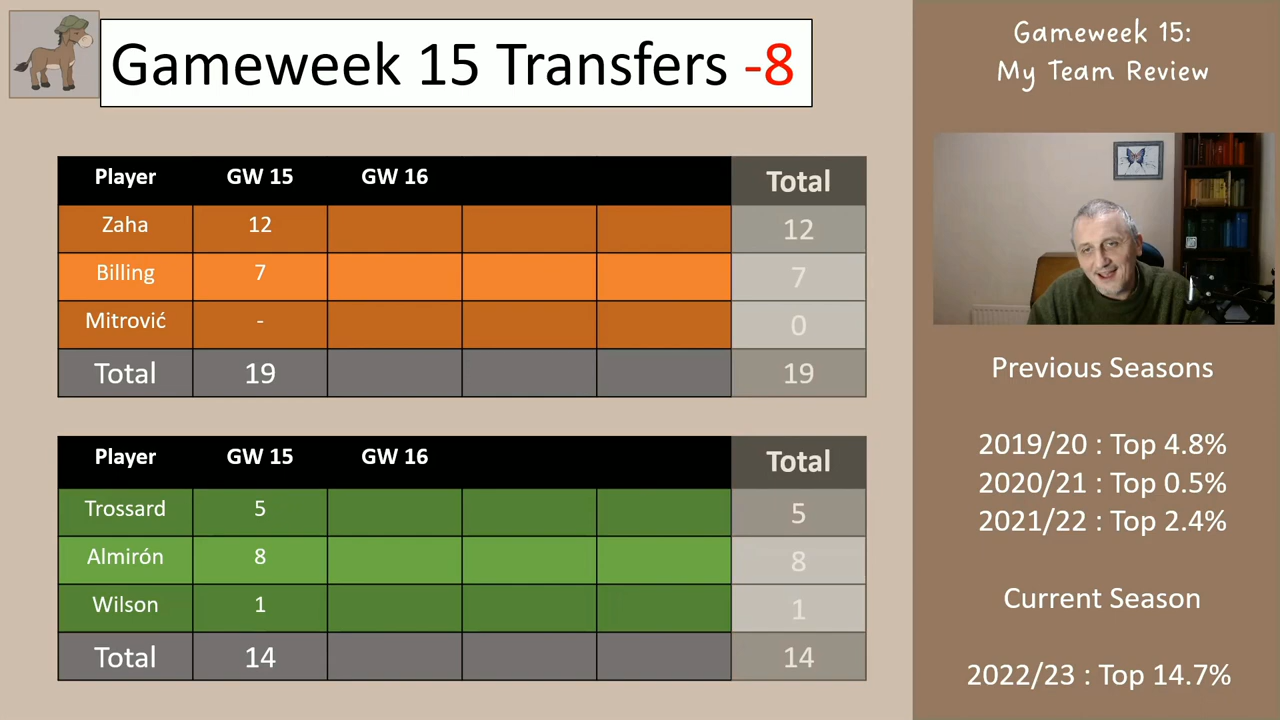 Gameweek 15 Transfers -8
Player GW 15 GW 16 Total
Zaha 12 12
Billing 7 7
Mitrović - 0
Total 19 19
Player GW 15 GW 16 Total
Trossard 5 5
Almirón 8 8
Wilson 1 1
Total 14 14
Gameweek 15:
My Team Review
Previous Seasons
2019/20 : Top 4.8%
2020/21 : Top 0.5%
2021/22 : Top 2.4%
Current Season
2022/23 : Top 14.7%